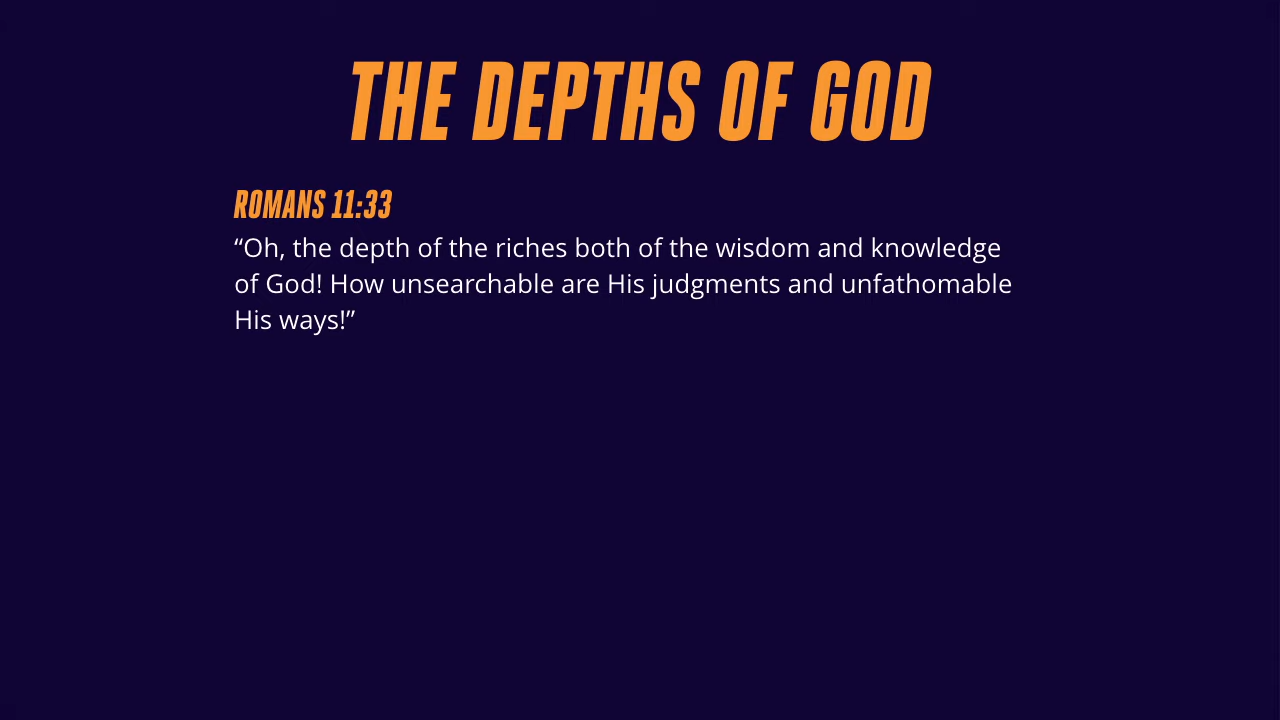 THE DEPTHS OF GOD
ROMANS 11:33
“Oh, the depth of the riches both of the wisdom and knowledge
of God! How unsearchable are His judgments and unfathomable
His ways!”